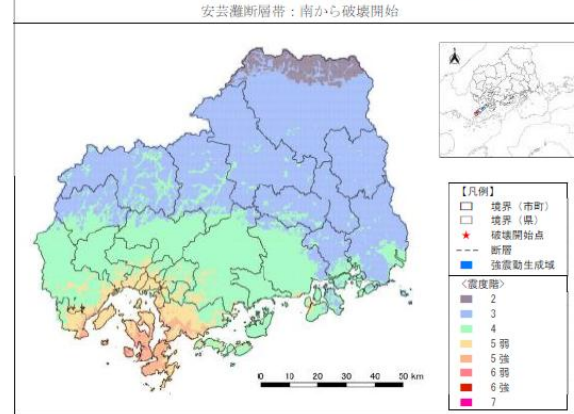 安芸灘断層帯：南から破壊開始
【凡例】
境界（市町）
境界（県）
破壊開始点
断層
強震動生成域
〈震度階〉
2
3
4
5 弱
5 強
6 弱
6 強
7
0 10 20 30 40 50 km